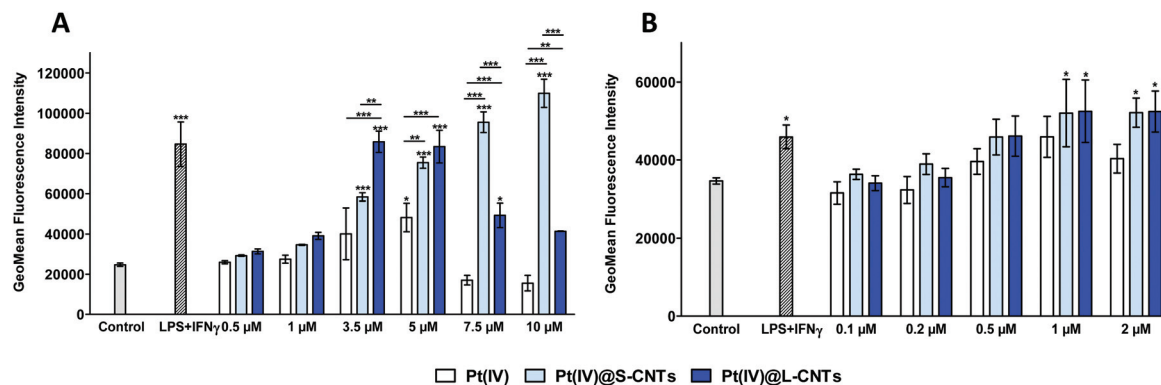 A
GeoMean Fluorescence Intensity
120000
100000
80000
60000
40000
20000
0
***
*** *** ** ***
* *** ** *** ***
*** *** *** *** *
*** *** ** ***
Control LPS+IFNγ 0.5 µM 1 µM 3.5 µM 5 µM 7.5 µM 10 µM
B
GeoMean Fluorescence Intensity
60000
40000
20000
0
* * * * *
Control LPS+IFNγ 0.1 µM 0.2 µM 0.5 µM 1 µM 2 µM
Pt(IV) Pt(IV)@S-CNTs Pt(IV)@L-CNTs